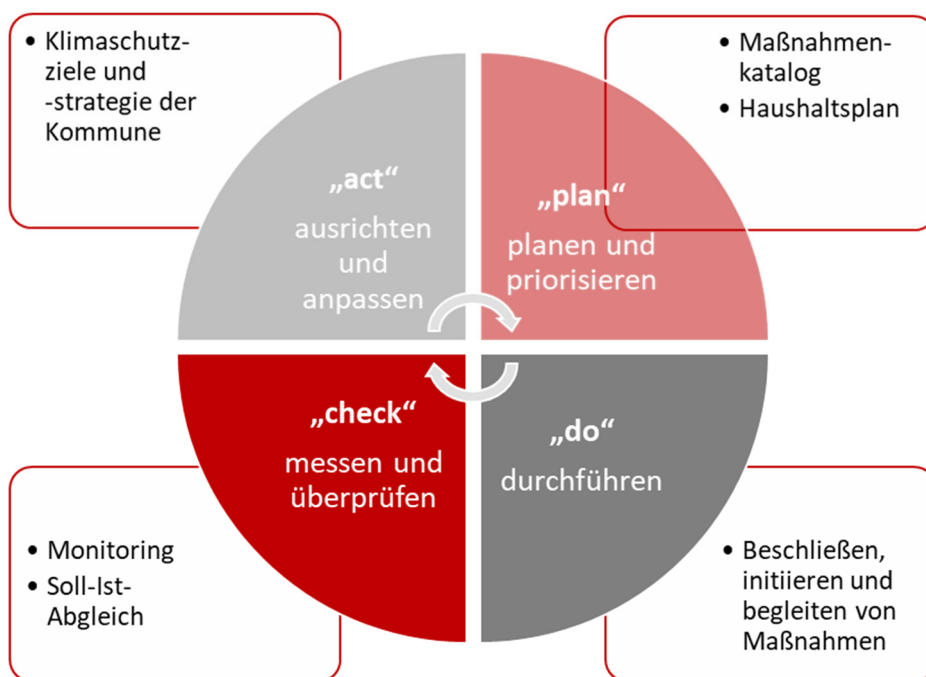 • Klimaschutz-
ziele und
-strategie der
Kommune
• Maßnahmen-
katalog
• Haushaltsplan
„act“
ausrichten
und
anpassen
„plan“
planen und
priorisieren
„check“
messen und
überprüfen
„do“
durchführen
• Monitoring
• Soll-Ist-
Abgleich
• Beschließen,
initiieren und
begleiten von
Maßnahmen